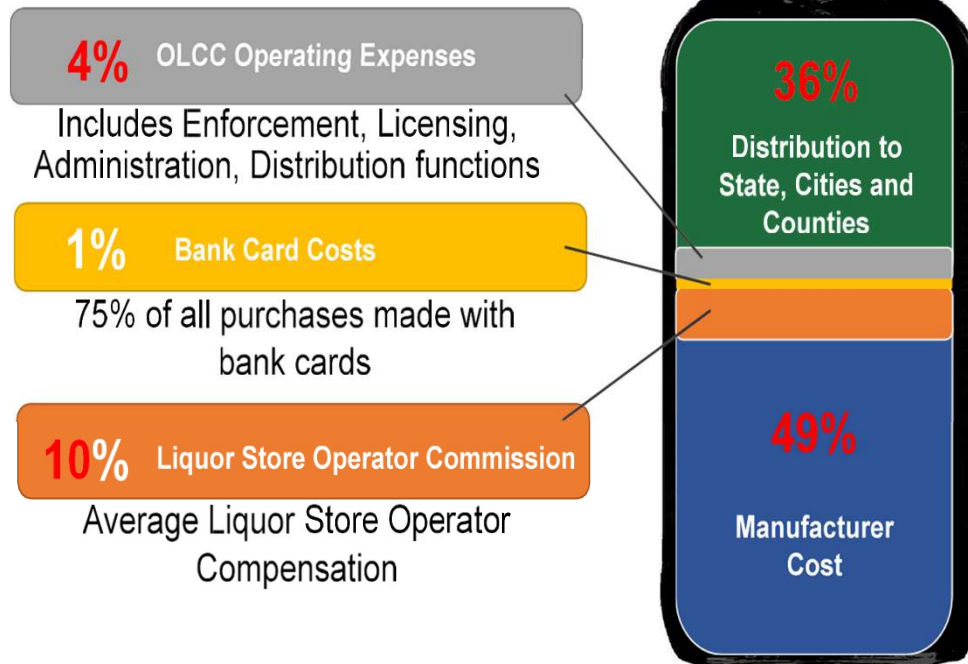 4% OLCC Operating Expenses
Includes Enforcement, Licensing,
Administration, Distribution functions
1% Bank Card Costs
75% of all purchases made with
bank cards
10% Liquor Store Operator Commission
Average Liquor Store Operator
Compensation
36%
Distribution to
State, Cities and
Counties
49%
Manufacturer
Cost